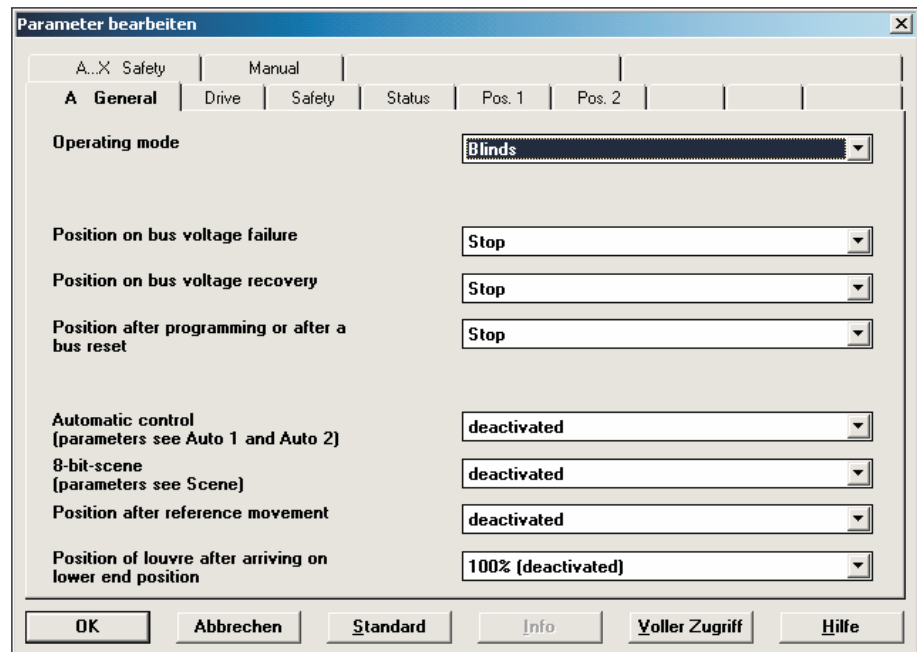 Parameter bearbeiten
A...X Safety Manual
A General Drive Safety Status Pos. 1 Pos. 2
Operating mode Blinds
Position on bus voltage failure Stop
Position on bus voltage recovery Stop
Position after programming or after a
bus reset Stop
Automatic control
(parameters see Auto 1 and Auto 2) deactivated
8-bit-scene
(parameters see Scene) deactivated
Position after reference movement deactivated
Position of louvre after arriving on
lower end position 100% (deactivated)
OK Abbrechen Standard Info Voller Zugriff Hilfe